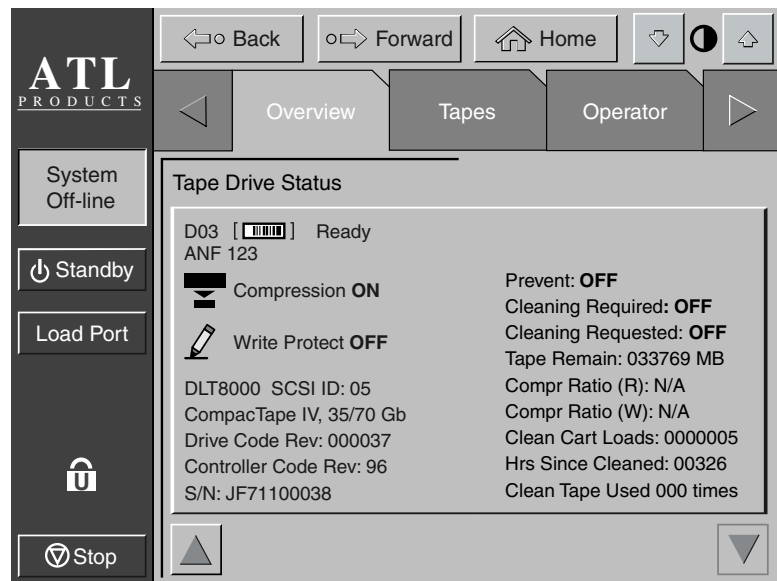 Back
Forward
Home
ATL
PRODUCTS
Overview
Tapes
Operator
System
Off-line
Standby
Load Port
U
Stop
Tape Drive Status
D03 [ ] Ready
ANF 123
Compression ON
Write Protect OFF
DLT8000 SCSI ID: 05
CompacTape IV, 35/70 Gb
Drive Code Rev: 000037
Controller Code Rev: 96
S/N: JF71100038
Prevent: OFF
Cleaning Required: OFF
Cleaning Requested: OFF
Tape Remain: 033769 MB
Compr Ratio (R): N/A
Compr Ratio (W): N/A
Clean Cart Loads: 0000005
Hrs Since Cleaned: 00326
Clean Tape Used 000 times